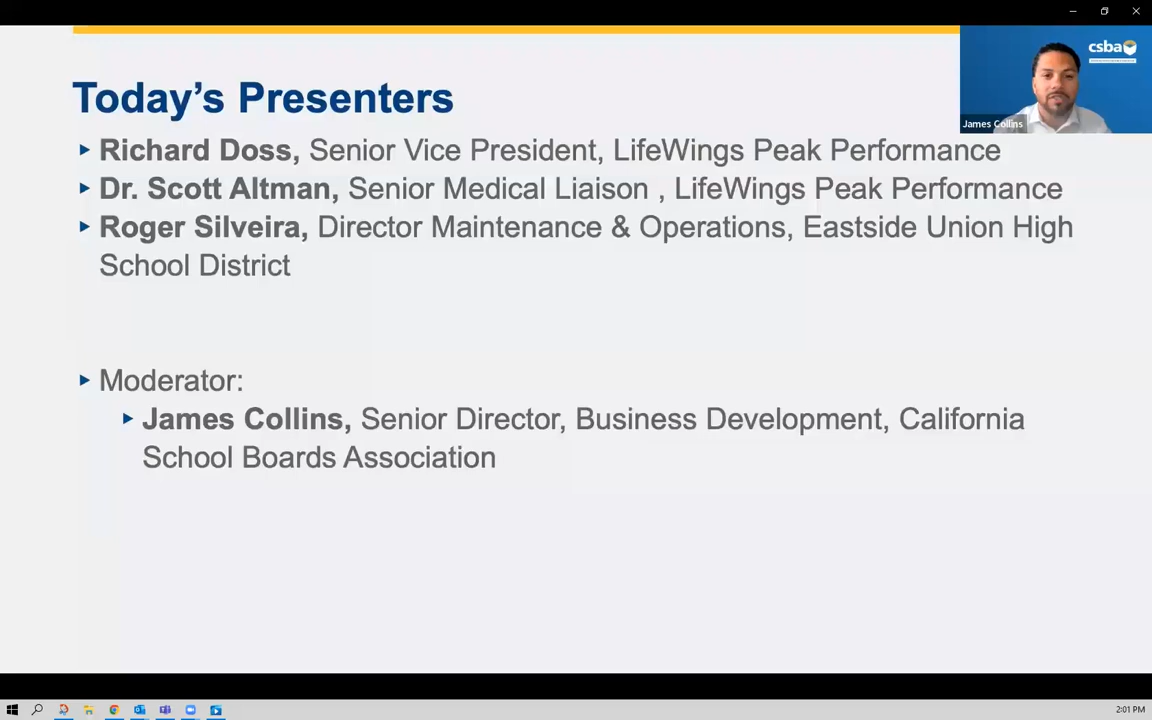 csba
James Collins
Today's Presenters
Richard Doss, Senior Vice President, LifeWings Peak Performance
Dr. Scott Altman, Senior Medical Liaison , LifeWings Peak Performance
Roger Silveira, Director Maintenance & Operations, Eastside Union High
School District
Moderator:
James Collins, Senior Director, Business Development, California
School Boards Association
2:01 PM